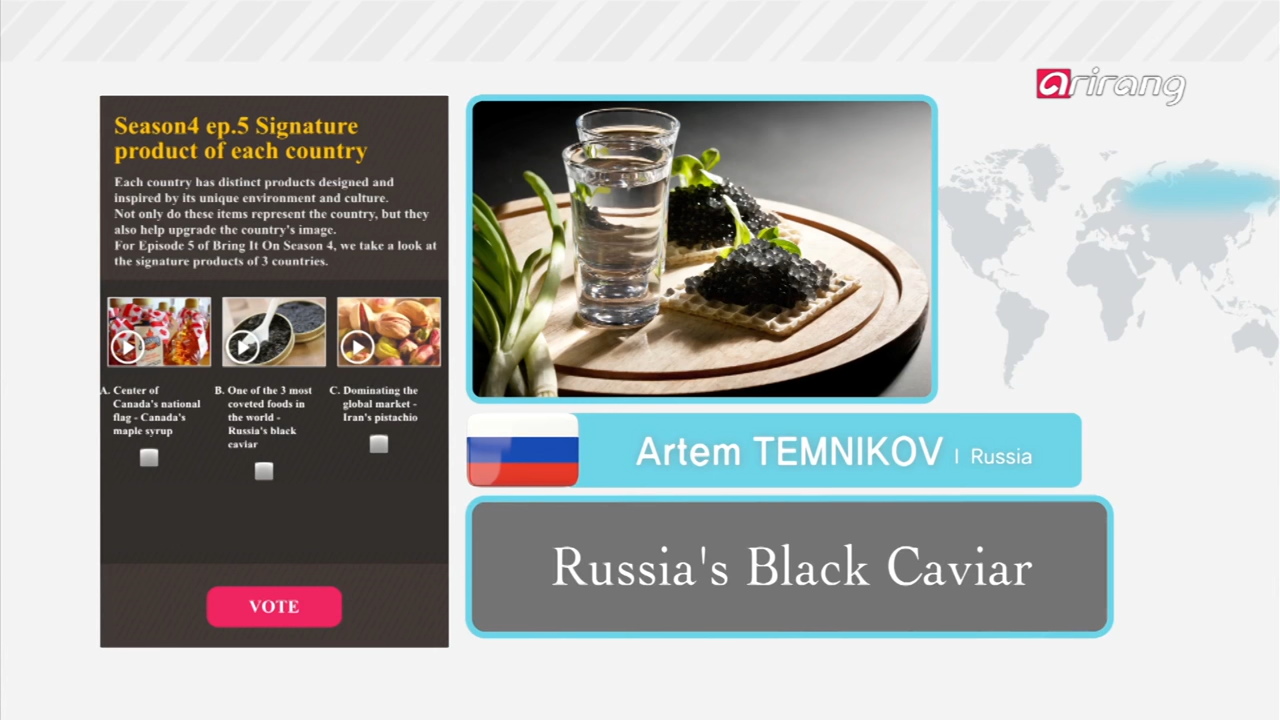 arirang
Season4 ep.5 Signature
product of each country
Each country has distinct products designed and
inspired by its unique environment and culture.
Not only do these items represent the country, but they
also help upgrade the country's image.
For Episode 5 of Bring It On Season 4, we take a look at
the signature products of 3 countries.
A. Center of
Canada's national
flag - Canada's
maple syrup
B. One of the 3 most
coveted foods in
the world -
Russia's black
caviar
C. Dominating the
global market -
Iran's pistachio
VOTE
Artem TEMNIKOV | Russia
Russia's Black Caviar